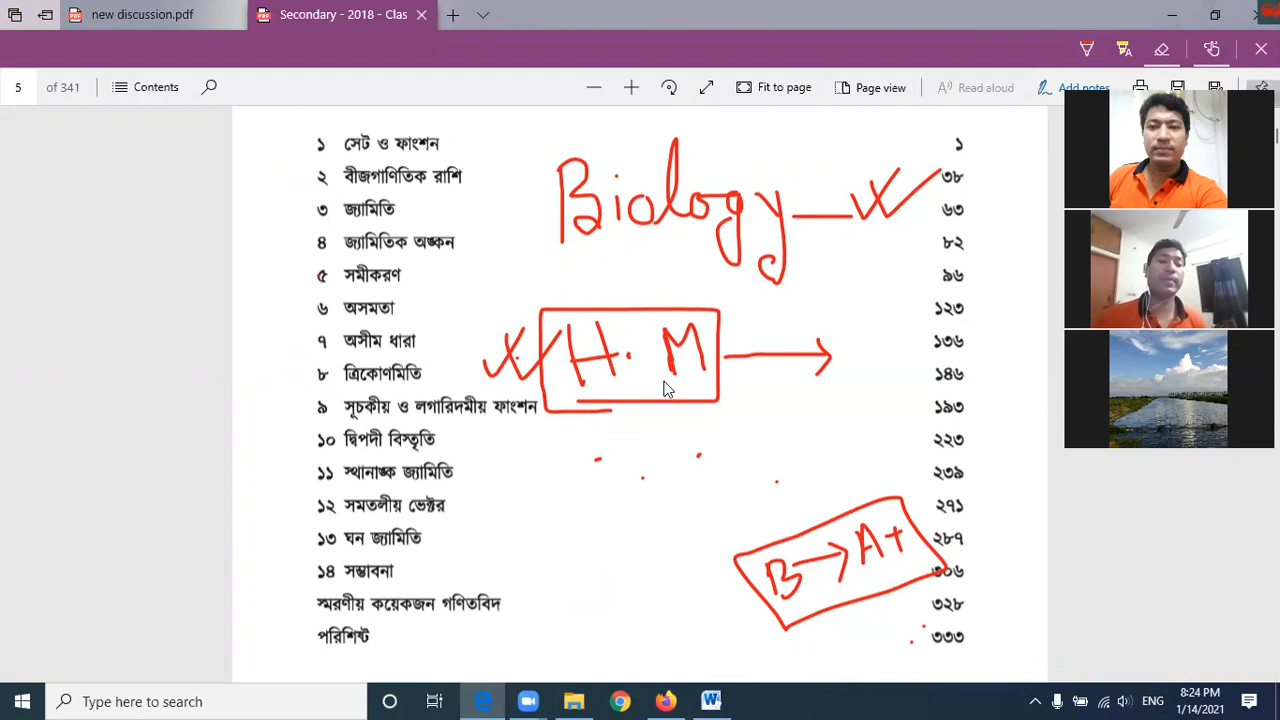 new discussion.pdf
Secondary - 2018 - Clas
5 of 341 Contents Fit to page Page view Read aloud Add notes
১ সেট ও ফাংশন ১
২ বীজগাণিতিক রাশি ৩৮
৩ জ্যামিতি ৬৩
৪ জ্যামিতিক অঙ্কন ৮২
৫ সমীকরণ ৯৬
৬ অসমতা ১২৩
৭ অসীম ধারা ১৩৬
৮ ত্রিকোণমিতি ১৪৬
৯ সূচকীয় ও লগারিদমীয় ফাংশন ১৯৩
১০ দ্বিপদী বিস্তৃতি ২২৩
১১ স্থানাঙ্ক জ্যামিতি ২৩৯
১২ সমতলীয় ভেক্টর ২৭১
১৩ ঘন জ্যামিতি ২৮৭
১৪ সম্ভাবনা ৩০৬
স্মরণীয় কয়েকজন গণিতবিদ ৩২৮
পরিশিষ্ট ৩৩৩
Biology
H. M
B → A+
Type here to search
ENG
8:24 PM
1/14/2021